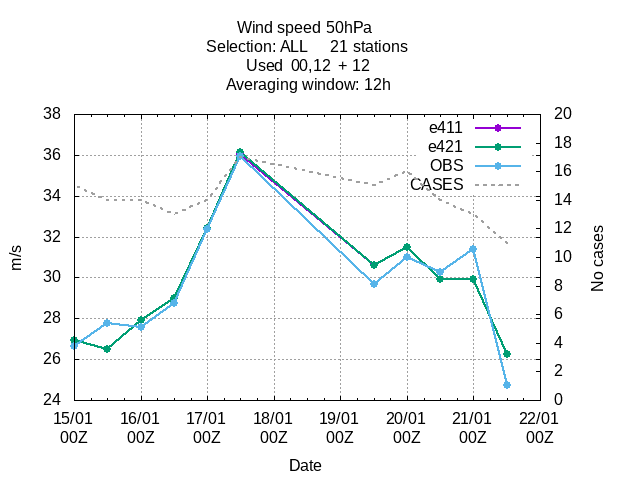 Wind speed 50hPa
Selection: ALL     21 stations
Used  00,12  + 12
Averaging window: 12h
38 20
e411 18
36 e421 16
OBS
34 CASES 14
32 12
m/s 10 No cases
30 8
28 6
26 4
2
24 0
15/01 16/01 17/01 18/01 19/01 20/01 21/01 22/01
00Z 00Z 00Z 00Z 00Z 00Z 00Z 00Z
Date